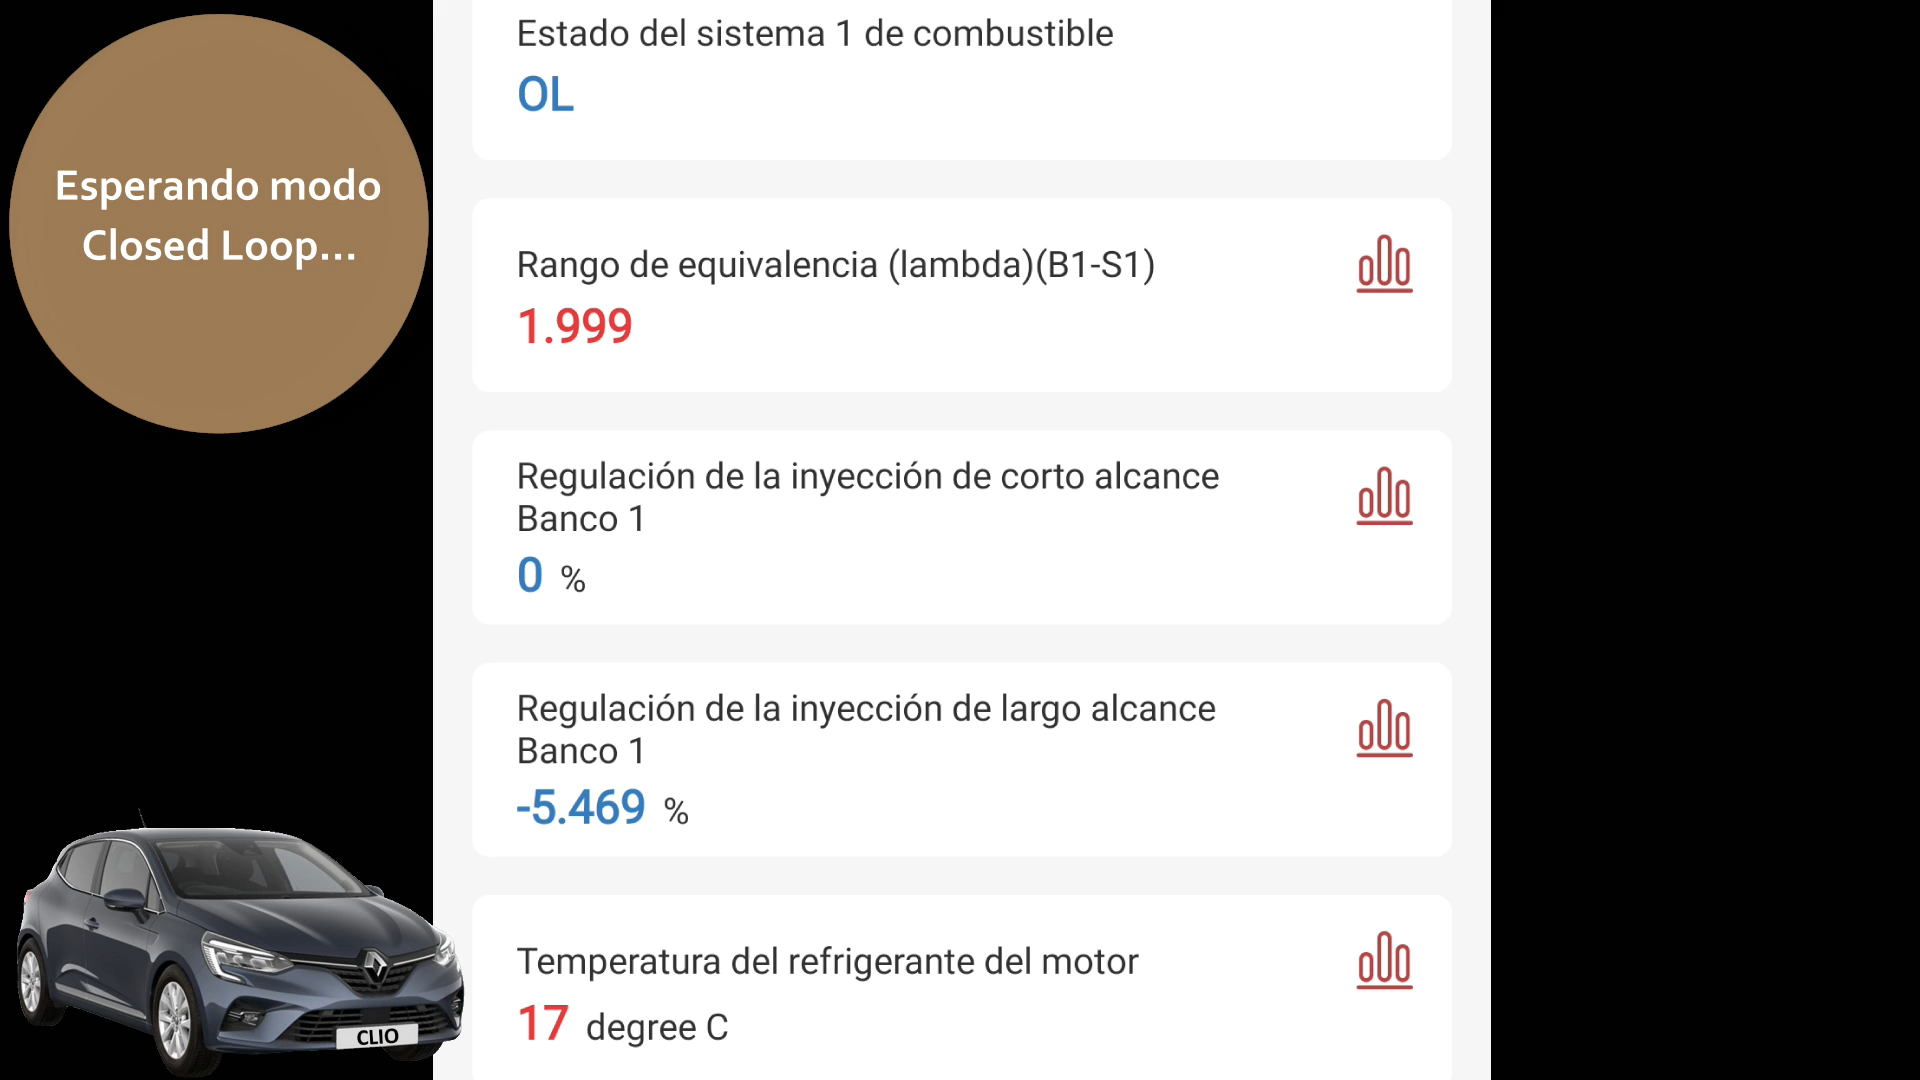 Esperando modo
Closed Loop...
Estado del sistema 1 de combustible
OL
Rango de equivalencia (lambda)(B1-S1)
1.999
Regulación de la inyección de corto alcance
Banco 1
0 %
Regulación de la inyección de largo alcance
Banco 1
-5.469 %
Temperatura del refrigerante del motor
17 degree C
CLIO